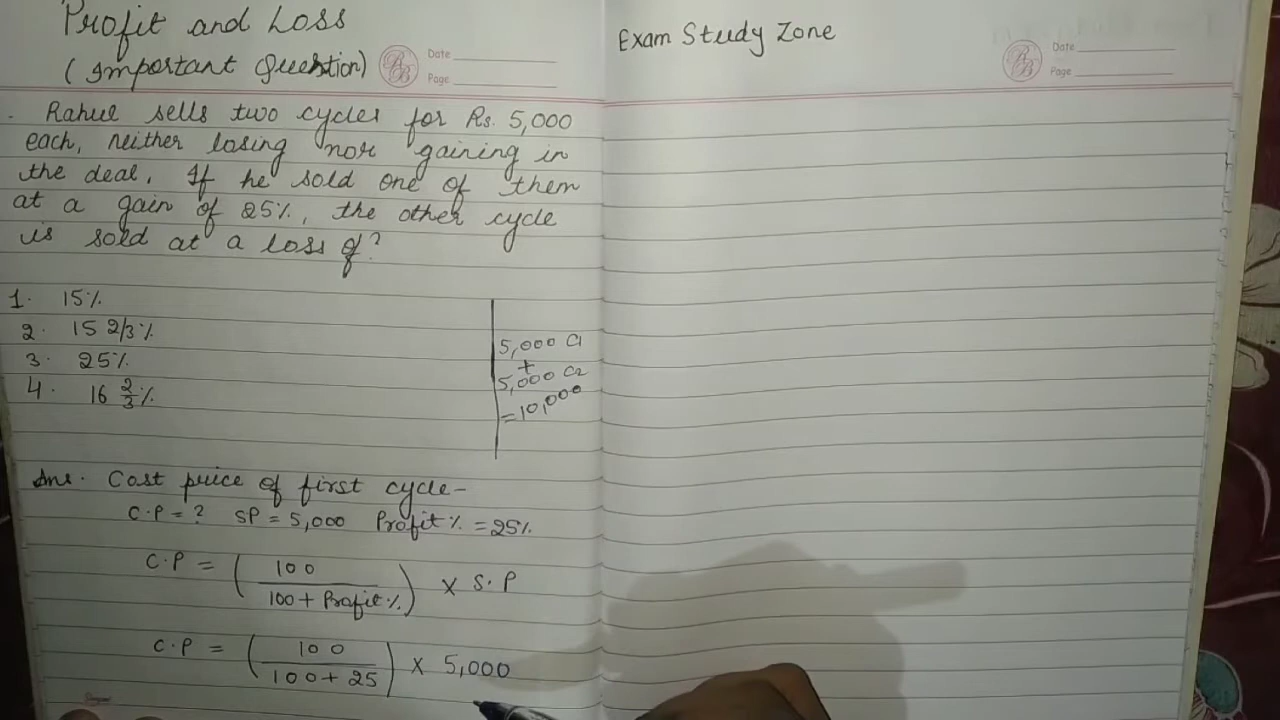 Profit and Loss
(Important Question)
Date
Page
. Rahul sells two cycles for Rs. 5,000
each, neither losing nor gaining in
the deal. If he sold one of them
at a gain of 25%, the other cycle
is sold at a loss of?
1. 15%
2. 15 2/3%
3. 25%
4. 16 2/3%
5,000 C1
+
5,000 C2
=10,000
Ans. Cost price of first cycle-
C.P = ? SP = 5,000 Profit % = 25%
C.P = (100 / 100 + Profit%) × S.P
C.P = (100 / 100 + 25) × 5,000
Exam Study Zone
Date
Page